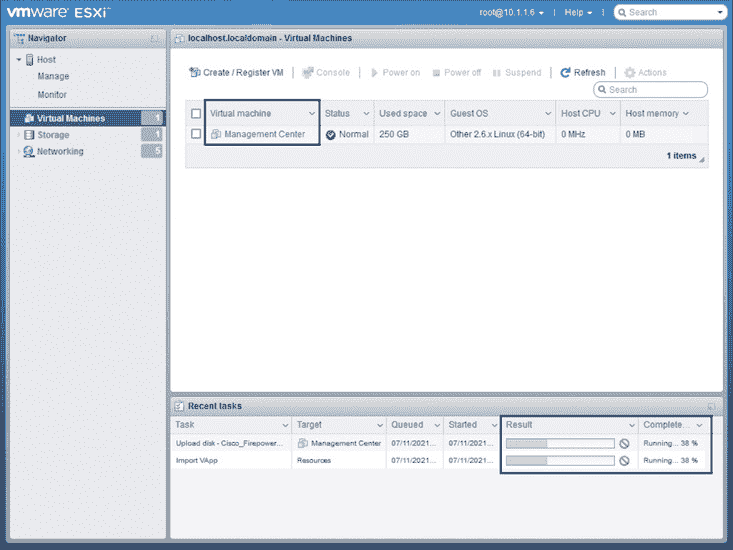 vmware ESXi™
root@10.1.1.6 | Help | Search
Navigator
Host
Manage
Monitor
Virtual Machines 1
Storage 1
Networking 5
localhost.localdomain - Virtual Machines
Create / Register VM | Console | Power on Power off Suspend | Refresh | Actions
Search
Virtual machine Status Used space Guest OS Host CPU Host memory
Management Center Normal 250 GB Other 2.6.x Linux (64-bit) 0 MHz 0 MB
1 items
Recent tasks
Task Target Queued Started Result Complete...
Upload disk - Cisco_Firepower... Management Center 07/11/2021... 07/11/2021... Running... 38 %
Import VApp Resources 07/11/2021... 07/11/2021... Running... 38 %